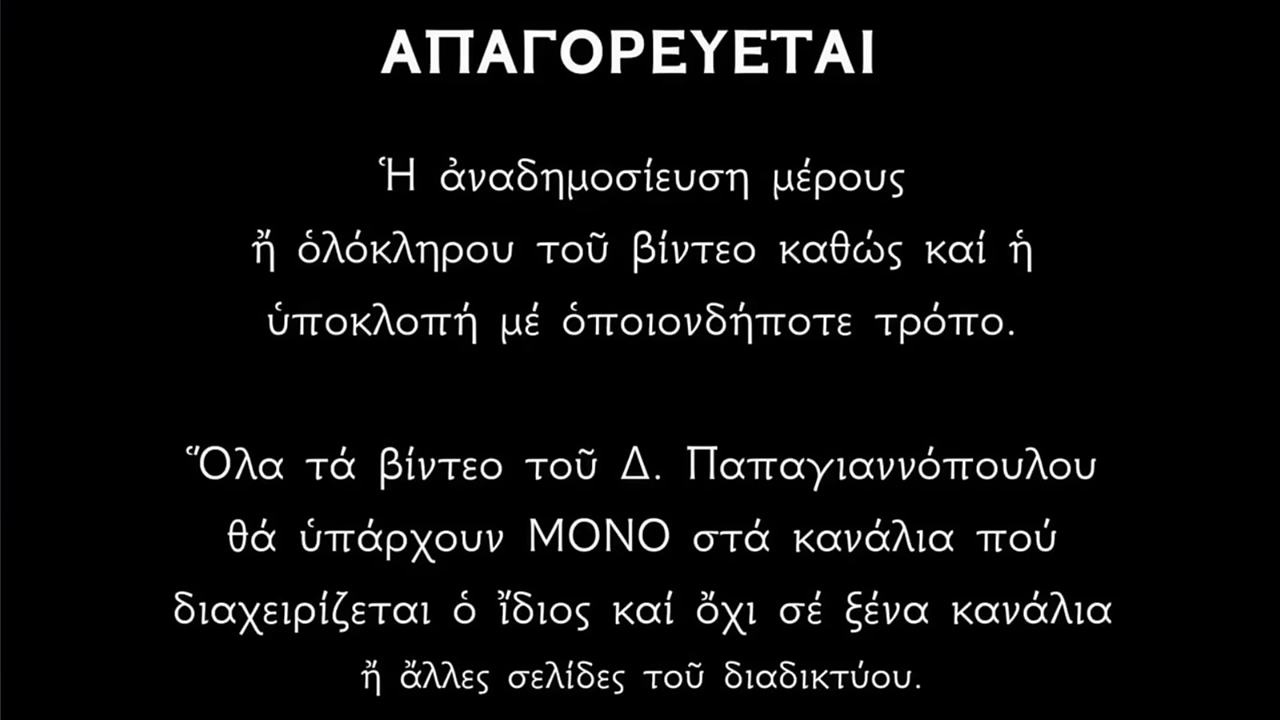 ΑΠΑΓΟΡΕΥΕΤΑΙ
Ἡ ἀναδημοσίευση μέρους
ἤ ὁλόκληρου τοῦ βίντεο καθώς καί ἡ
ὑποκλοπή μέ ὁποιονδήποτε τρόπο.
Ὅλα τά βίντεο τοῦ Δ. Παπαγιαννόπουλου
θά ὑπάρχουν ΜΟΝΟ στά κανάλια πού
διαχειρίζεται ὁ ἴδιος καί ὄχι σέ ξένα κανάλια
ἤ ἄλλες σελίδες τοῦ διαδικτύου.